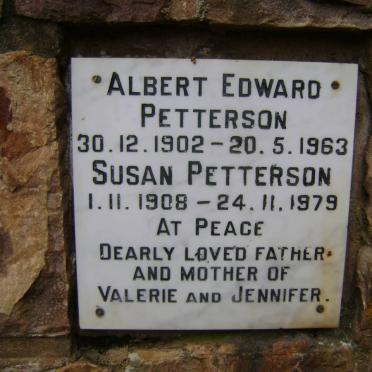 ALBERT EDWARD
PETTERSON
30.12.1902 – 20.5.1963
SUSAN PETTERSON
1.11.1908 – 24.11.1979
AT PEACE
DEARLY LOVED FATHER
AND MOTHER OF
VALERIE AND JENNIFER.